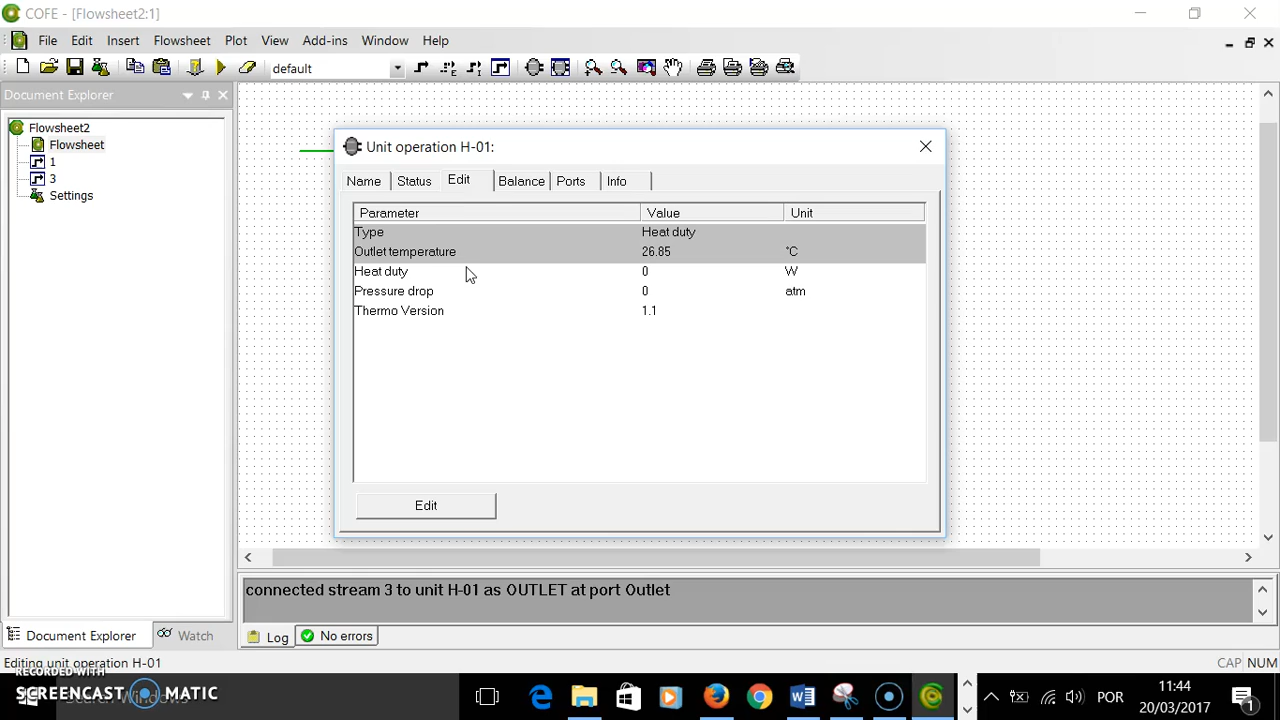 COFE - [Flowsheet2:1]
File Edit Insert Flowsheet Plot View Add-ins Window Help
default
Document Explorer
Flowsheet2
Flowsheet
1
3
Settings
Unit operation H-01:
Name Status Edit Balance Ports Info
Parameter Value Unit
Type Heat duty
Outlet temperature 26.85 °C
Heat duty 0 W
Pressure drop 0 atm
Thermo Version 1.1
Edit
connected stream 3 to unit H-01 as OUTLET at port Outlet
Document Explorer Watch
Log No errors
Editing unit operation H-01
CAP NUM
RECORDED WITH
SCREENCAST MATIC
Search Windows
POR
11:44
20/03/2017
1